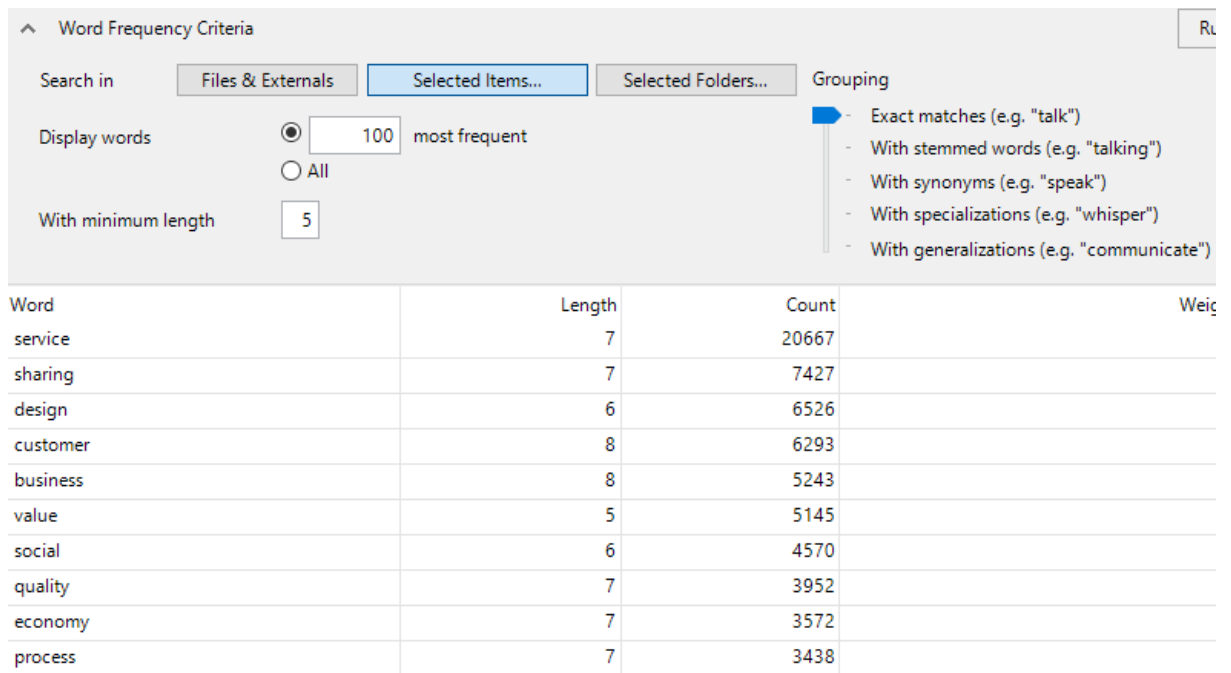 Word Frequency Criteria
Search in Files & Externals Selected Items... Selected Folders... Grouping
Exact matches (e.g. "talk")
Display words 100 most frequent
With stemmed words (e.g. "talking")
All
With synonyms (e.g. "speak")
With minimum length 5
With specializations (e.g. "whisper")
With generalizations (e.g. "communicate")
Word Length Count
service 7 20667
sharing 7 7427
design 6 6526
customer 8 6293
business 8 5243
value 5 5145
social 6 4570
quality 7 3952
economy 7 3572
process 7 3438